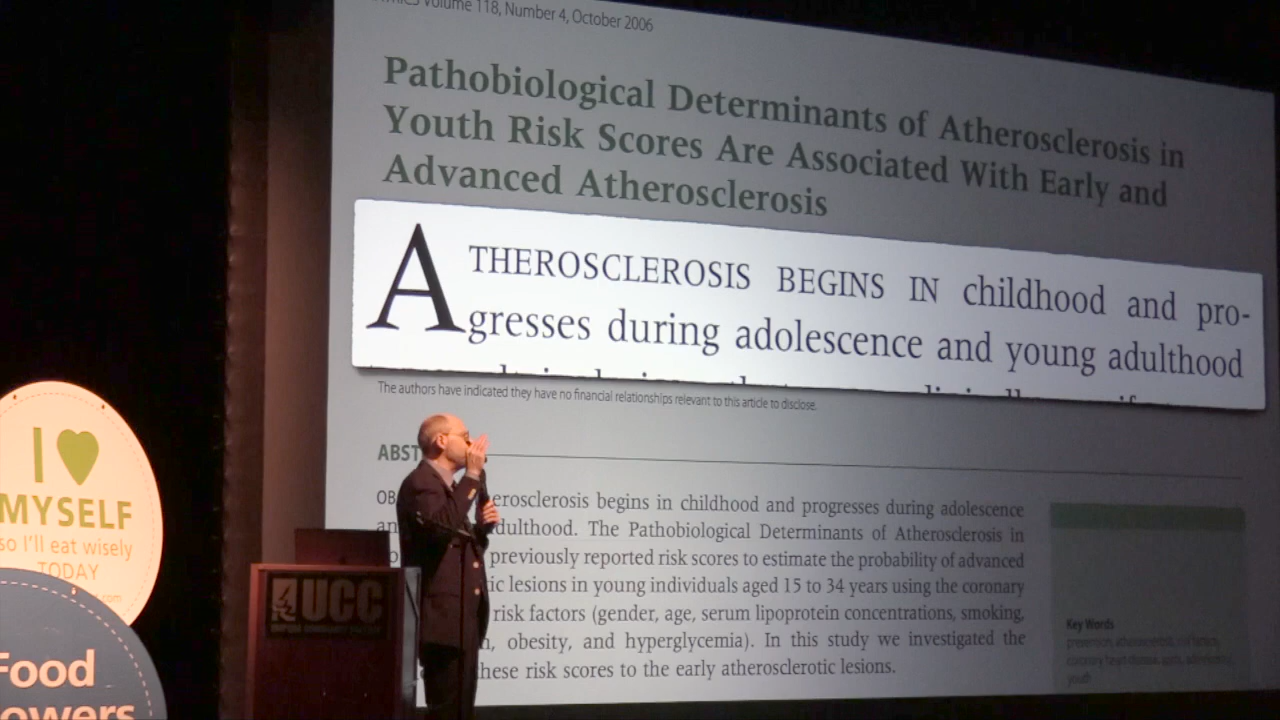 Volume 118, Number 4, October 2006
Pathobiological Determinants of Atherosclerosis in
Youth Risk Scores Are Associated With Early and
Advanced Atherosclerosis
ATHEROSCLEROSIS BEGINS IN childhood and pro-
gresses during adolescence and young adulthood
The authors have indicated they have no financial relationships relevant to this article to disclose.
ABST
OB erosclerosis begins in childhood and progresses during adolescence
an dulthood. The Pathobiological Determinants of Atherosclerosis in
previously reported risk scores to estimate the probability of advanced
ic lesions in young individuals aged 15 to 34 years using the coronary
risk factors (gender, age, serum lipoprotein concentrations, smoking,
n, obesity, and hyperglycemia). In this study we investigated the
hese risk scores to the early atherosclerotic lesions.
Key Words
youth
I
MYSELF
so I'll eat wisely
TODAY
Food
owers
UCC